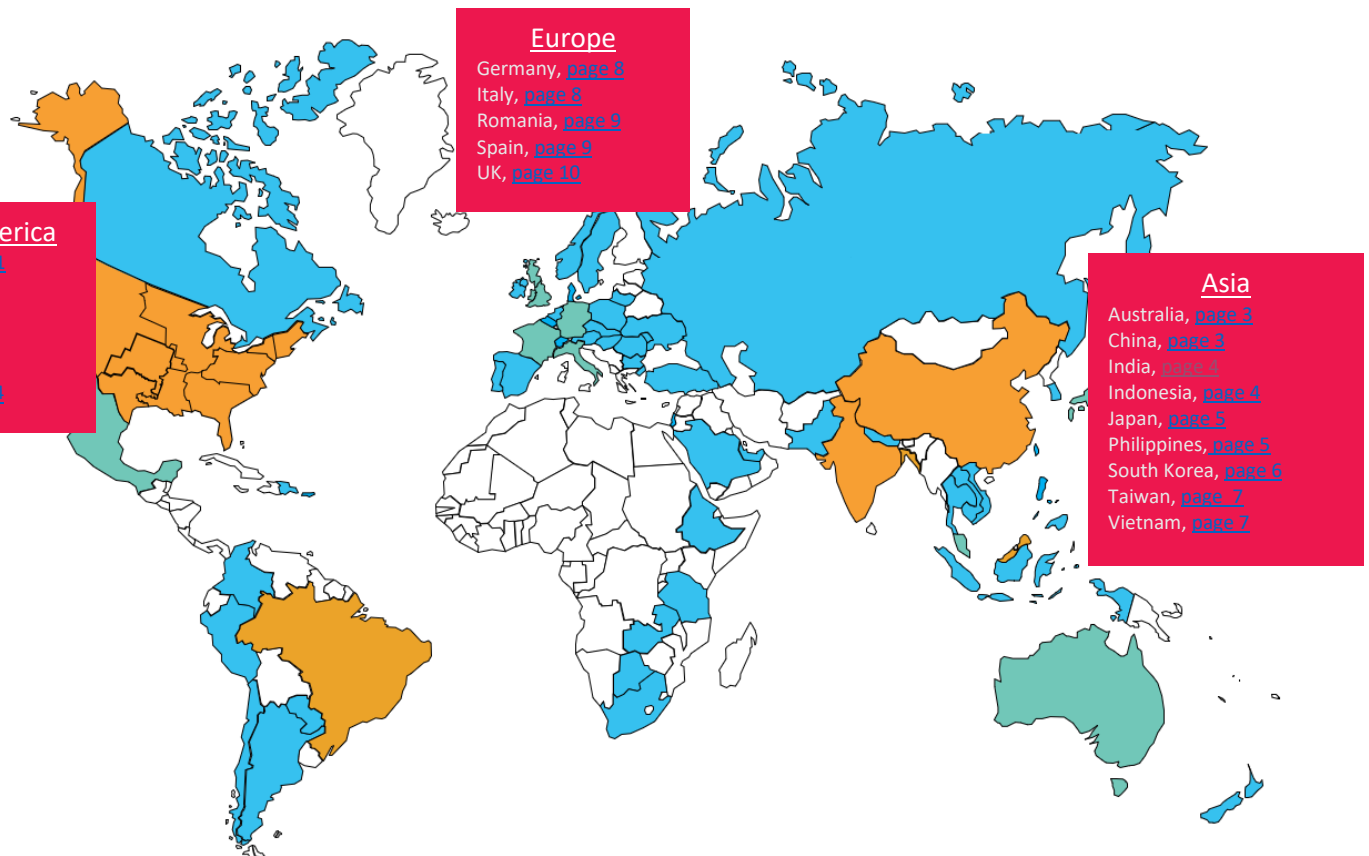 Europe
Germany, page 8
Italy, page 8
Romania, page 9
Spain, page 9
UK, page 10
Asia
Australia, page 3
China, page 3
India, page 4
Indonesia, page 4
Japan, page 5
Philippines, page 5
South Korea, page 6
Taiwan, page  7
Vietnam, page 7